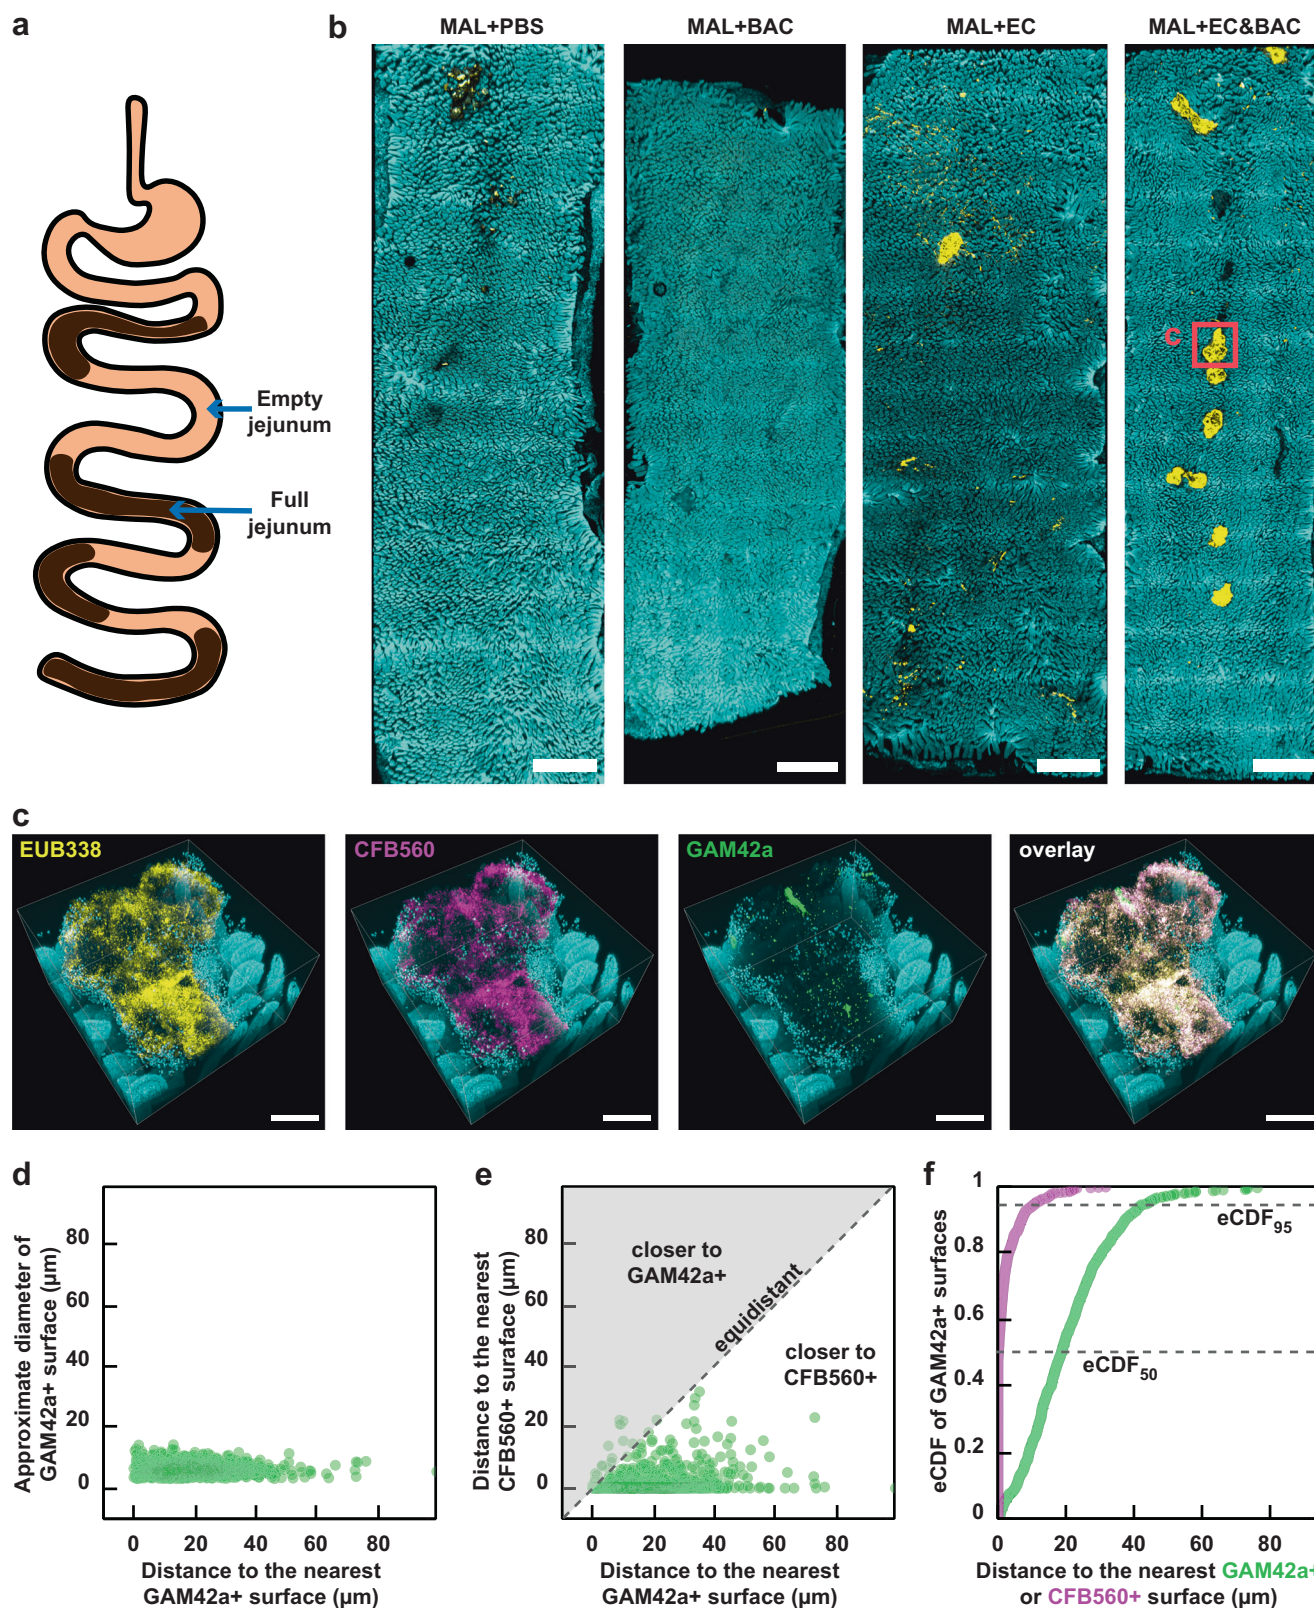 a
Empty
jejunum
Full
jejunum
b
MAL+PBS
MAL+BAC
MAL+EC
MAL+EC&BAC
C
c
EUB338
CFB560
GAM42a
overlay
d
Approximate diameter of
GAM42a+ surface (µm)
80
60
40
20
0
0
20
40
60
80
Distance to the nearest
GAM42a+ surface (µm)
e
Distance to the nearest
CFB560+ suraface (µm)
80
60
40
20
0
closer to
GAM42a+
equidistant
closer to
CFB560+
0
20
40
60
80
Distance to the nearest
GAM42a+ surface (µm)
f
eCDF of GAM42a+ surfaces
1
0.8
0.6
0.4
0.2
0
eCDF95
eCDF50
0
20
40
60
80
Distance to the nearest GAM42a+
or CFB560+ surface (µm)